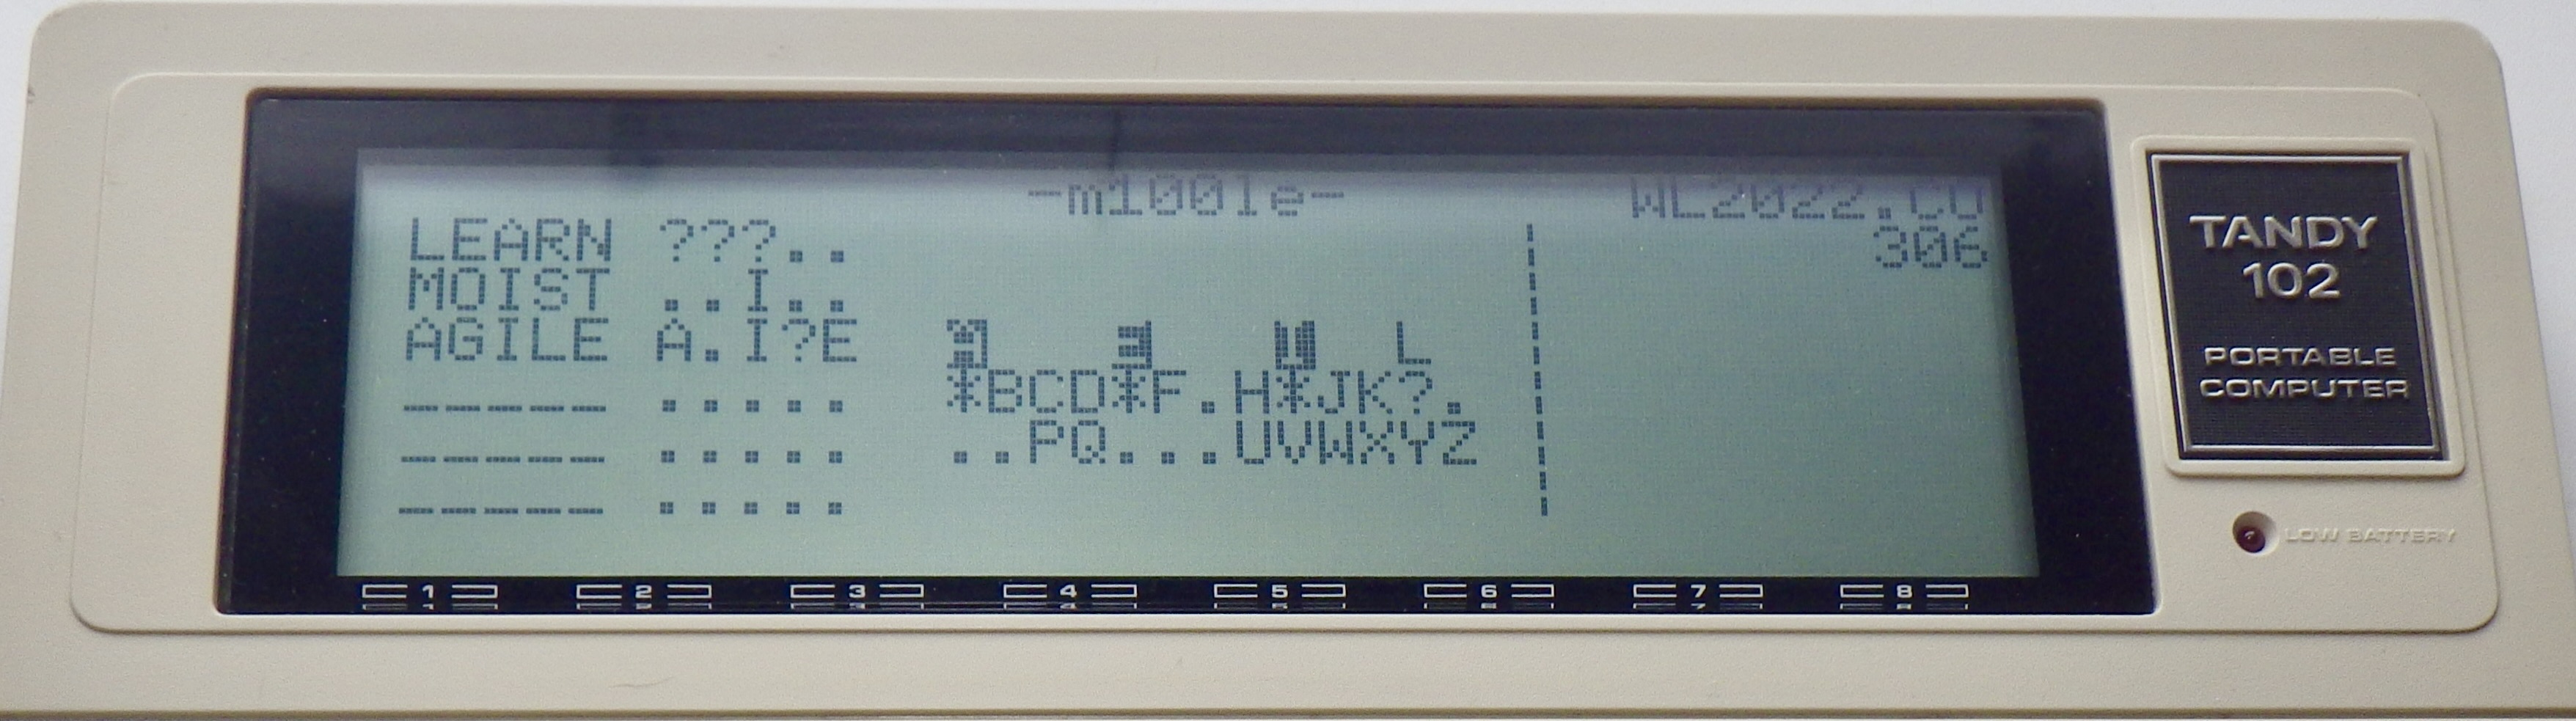 -m100le- WL2022.CO
LEARN ???.. 306
MOIST ..I..
AGILE A.I?E L
----- ..... *BCD*F.H*JK?.
----- ..... ..PQ...UVWXYZ
----- .....
1 2 3 4 5 6 7 8
TANDY
102
PORTABLE
COMPUTER
LOW BATTERY